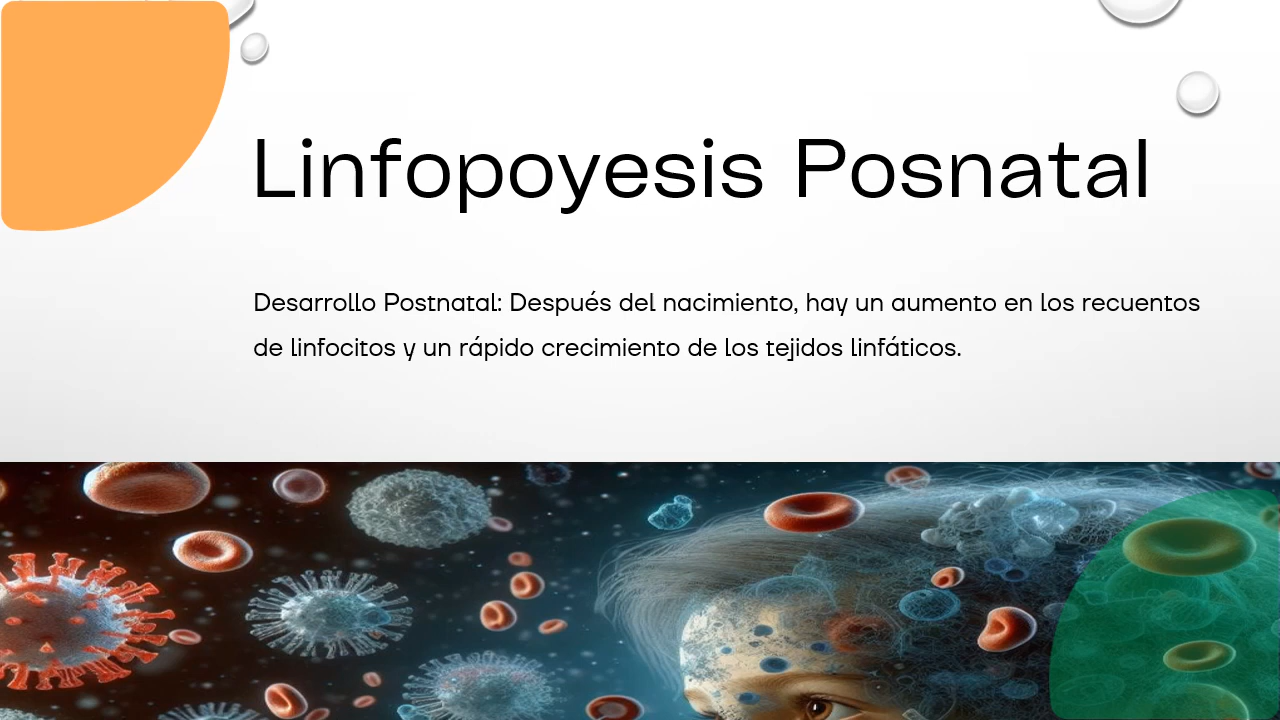 Linfopoyesis Posnatal
Desarrollo Postnatal: Después del nacimiento, hay un aumento en los recuentos
de linfocitos y un rápido crecimiento de los tejidos linfáticos.